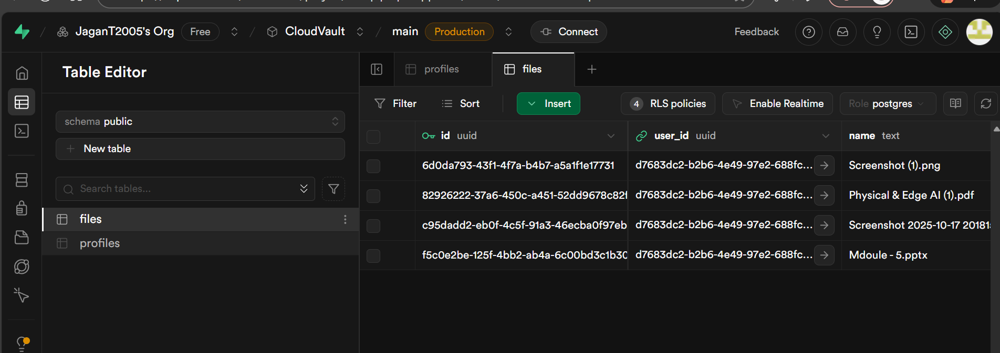 JaganT2005's Org Free CloudVault main Production Connect Feedback
Table Editor
profiles files
schema public
New table
Search tables...
files
profiles
Filter Sort Insert 4 RLS policies Enable Realtime Role postgres
id uuid user_id uuid name text
6d0da793-43f1-4f7a-b4b7-a5a1f1e17731 d7683dc2-b2b6-4e49-97e2-688fc... Screenshot (1).png
82926222-37a6-450c-a451-52dd9678c82f d7683dc2-b2b6-4e49-97e2-688fc... Physical & Edge AI (1).pdf
c95dadd2-eb0f-4c5f-91a3-46ecba0f97eb d7683dc2-b2b6-4e49-97e2-688fc... Screenshot 2025-10-17 201815
f5c0e2be-125f-4bb2-ab4a-6c00bd3c1b30 d7683dc2-b2b6-4e49-97e2-688fc... Mdoule - 5.pptx